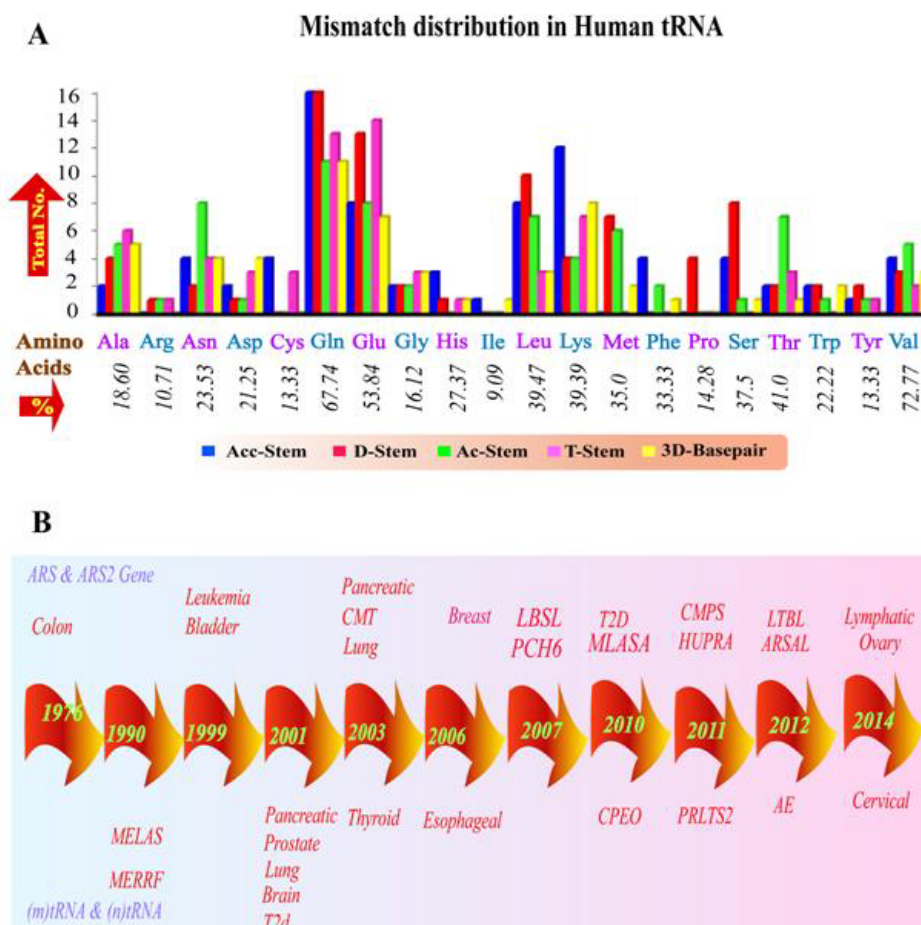 A
Mismatch distribution in Human tRNA
16
14
12
10
8
6
4
2
0
Total No.
Amino Acids
Ala Arg Asn Asp Cys Gln Glu Gly His Ile Leu Lys Met Phe Pro Ser Thr Trp Tyr Val
% 18.60 10.71 23.53 21.25 13.33 67.74 53.84 16.12 27.37 9.09 39.47 39.39 35.0 33.33 14.28 37.5 41.0 22.22 13.33 72.77
Acc-Stem D-Stem Ac-Stem T-Stem 3D-Basepair
B
ARS & ARS2 Gene
Colon
Leukemia
Bladder
Pancreatic
CMT
Lung
Breast
LBSL
PCH6
T2D
MLASA
CMPS
HUPRA
LTBL
ARSAL
Lymphatic
Ovary
1976 1990 1999 2001 2003 2006 2007 2010 2011 2012 2014
MELAS
MERRF
Pancreatic
Prostate
Lung
Brain
T2d
Thyroid
Esophageal
CPEO
PRLTS2
AE
Cervical
(m)tRNA & (n)tRNA